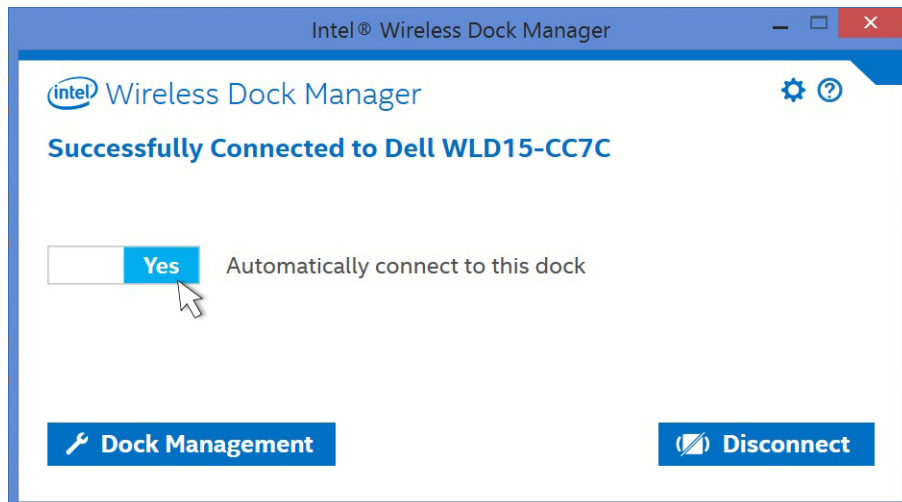 Intel® Wireless Dock Manager
intel Wireless Dock Manager
Successfully Connected to Dell WLD15-CC7C
Yes Automatically connect to this dock
Dock Management Disconnect